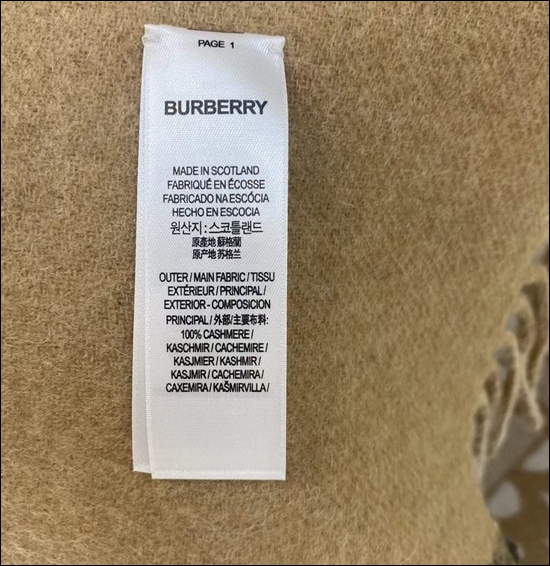 PAGE 1
BURBERRY
MADE IN SCOTLAND
FABRIQUÉ EN ÉCOSSE
FABRICADO NA ESCÓCIA
HECHO EN ESCOCIA
원산지 : 스코틀랜드
原產地 蘇格蘭
原产地 苏格兰
OUTER / MAIN FABRIC / TISSU
EXTÉRIEUR / PRINCIPAL /
EXTERIOR - COMPOSICION
PRINCIPAL / 外部/主要布料:
100% CASHMERE /
KASCHMIR / CACHEMIRE /
KASJMIER / KASHMIR /
KASJMIR / CACHEMIRA /
CAXEMIRA / KAŠMIRVILLA /